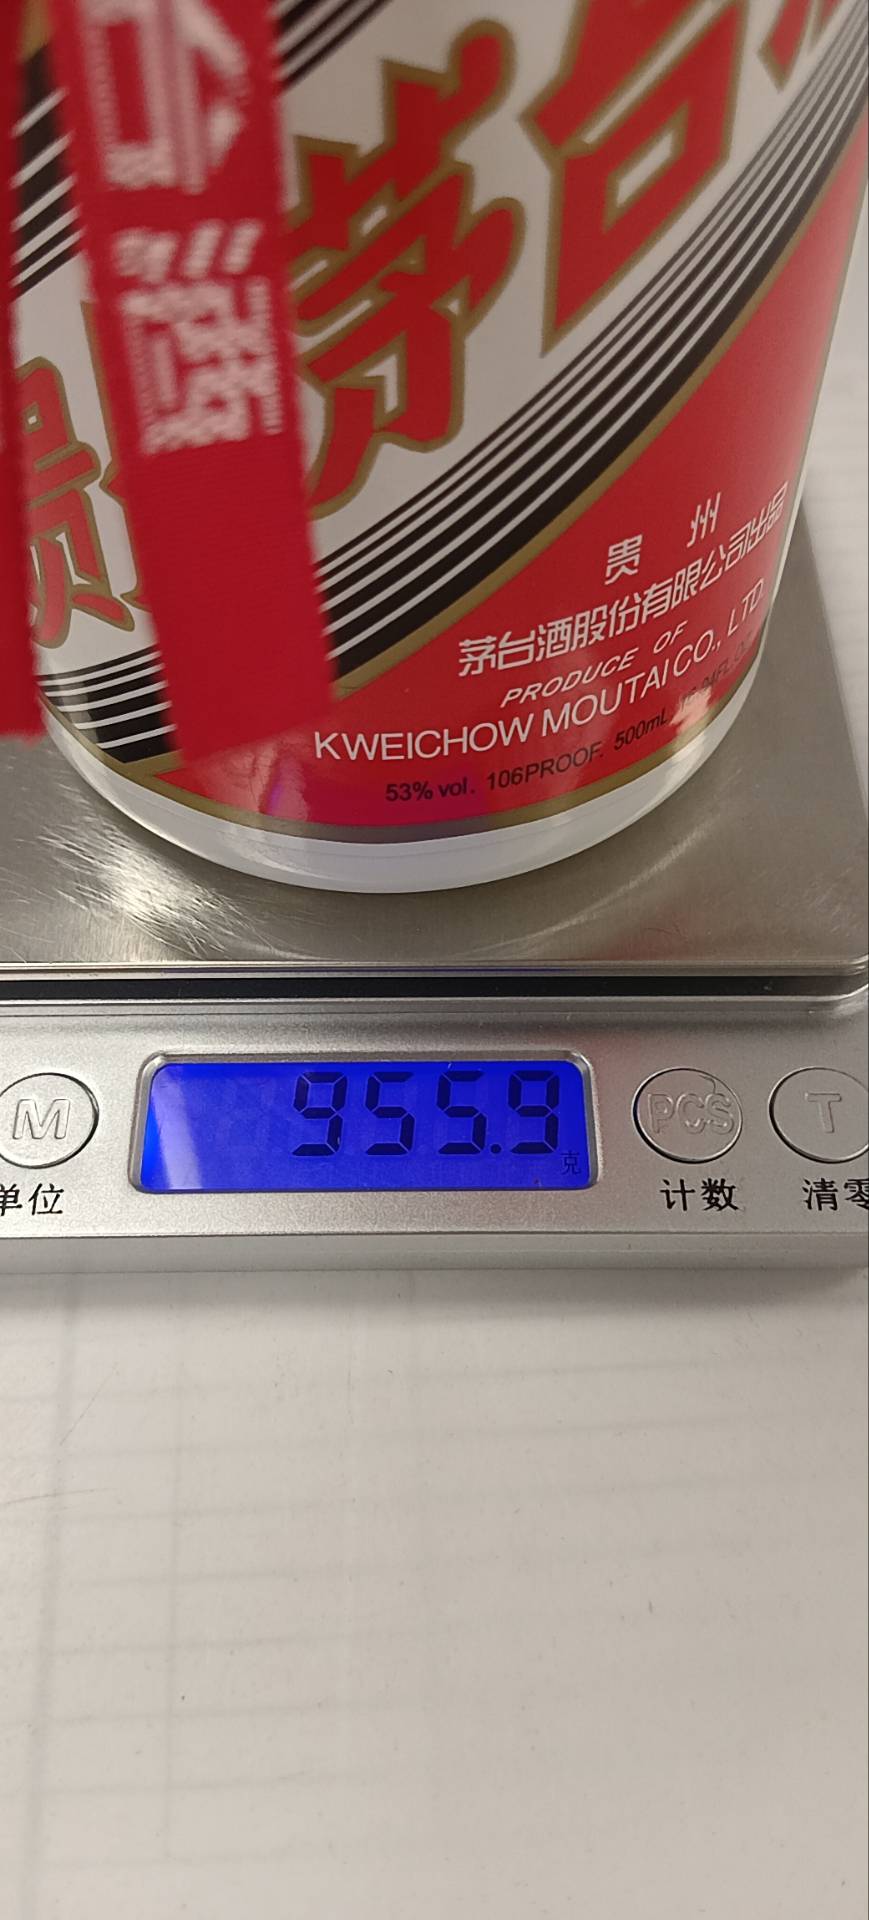 茅台
贵
贵州
茅台酒股份有限公司出品
PRODUCE OF
KWEICHOW MOUTAI CO., LTD.
53% vol. 106PROOF. 500mL
955.9
克
M
PCS
T
单位
计数
清零